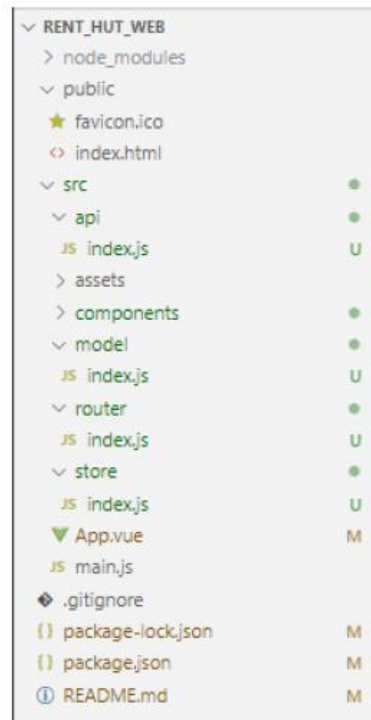 RENT_HUT_WEB
node_modules
public
favicon.ico
<> index.html
src
api
JS index.js U
assets
components
model
JS index.js U
router
JS index.js U
store
JS index.js U
App.vue M
JS main.js
.gitignore
{} package-lock.json M
{} package.json M
README.md M